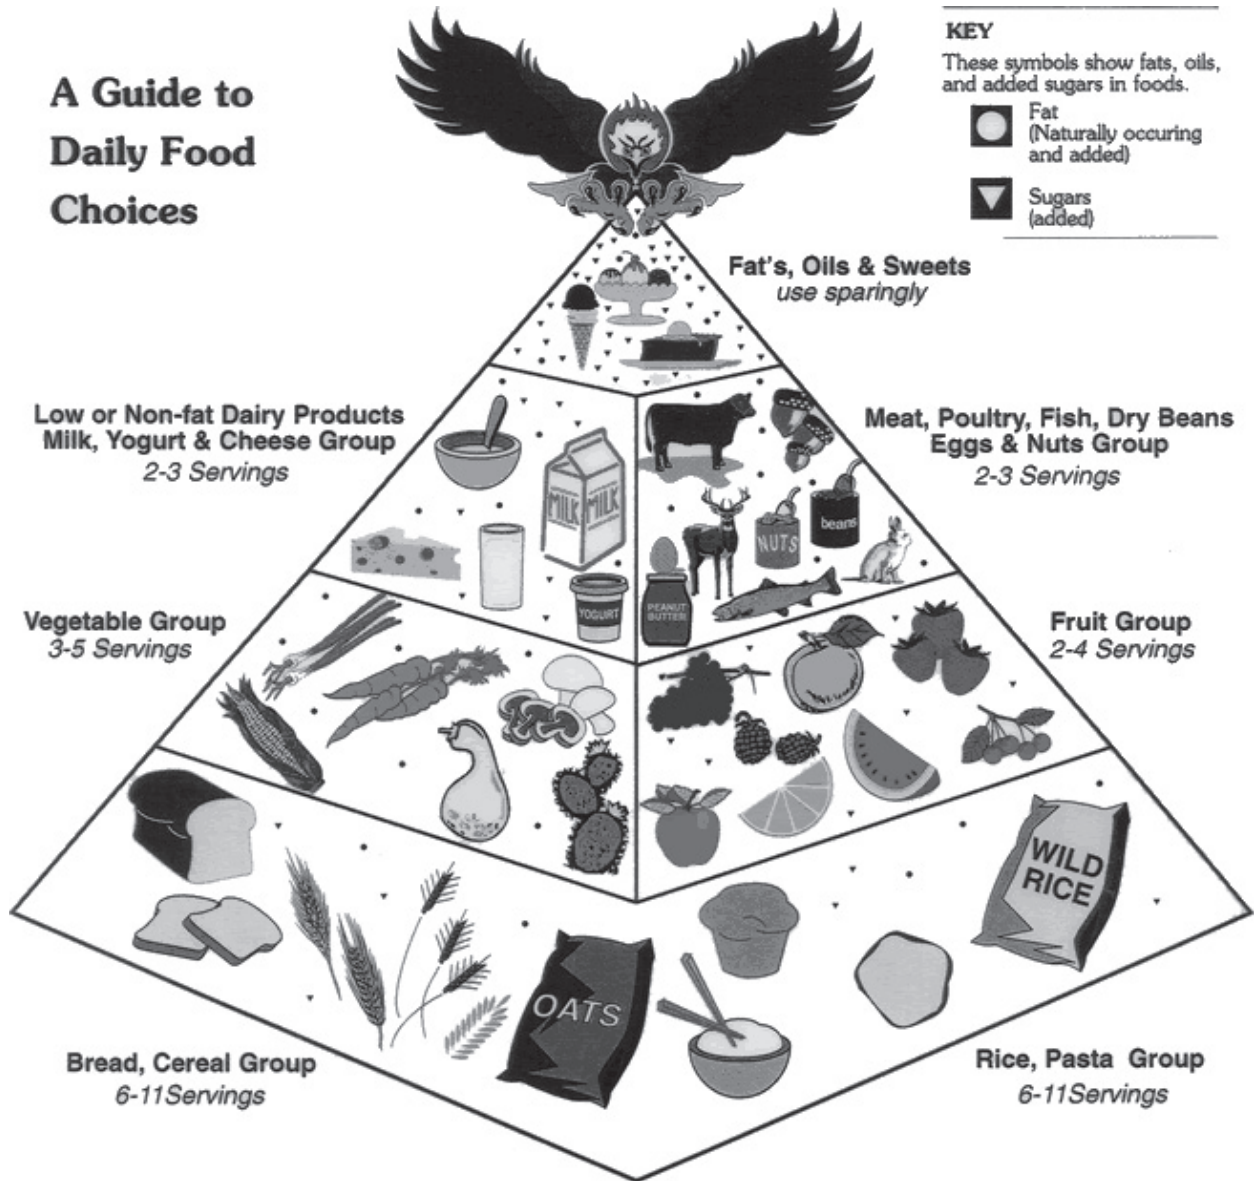 A Guide to
Daily Food
Choices
KEY
These symbols show fats, oils,
and added sugars in foods.
Fat
(Naturally occuring
and added)
Sugars
(added)
Fat's, Oils & Sweets
use sparingly
Low or Non-fat Dairy Products
Milk, Yogurt & Cheese Group
2-3 Servings
Meat, Poultry, Fish, Dry Beans
Eggs & Nuts Group
2-3 Servings
MILK MILK
beans
NUTS
YOGURT
PEANUT
BUTTER
Vegetable Group
3-5 Servings
Fruit Group
2-4 Servings
WILD
RICE
OATS
Bread, Cereal Group
6-11Servings
Rice, Pasta Group
6-11Servings